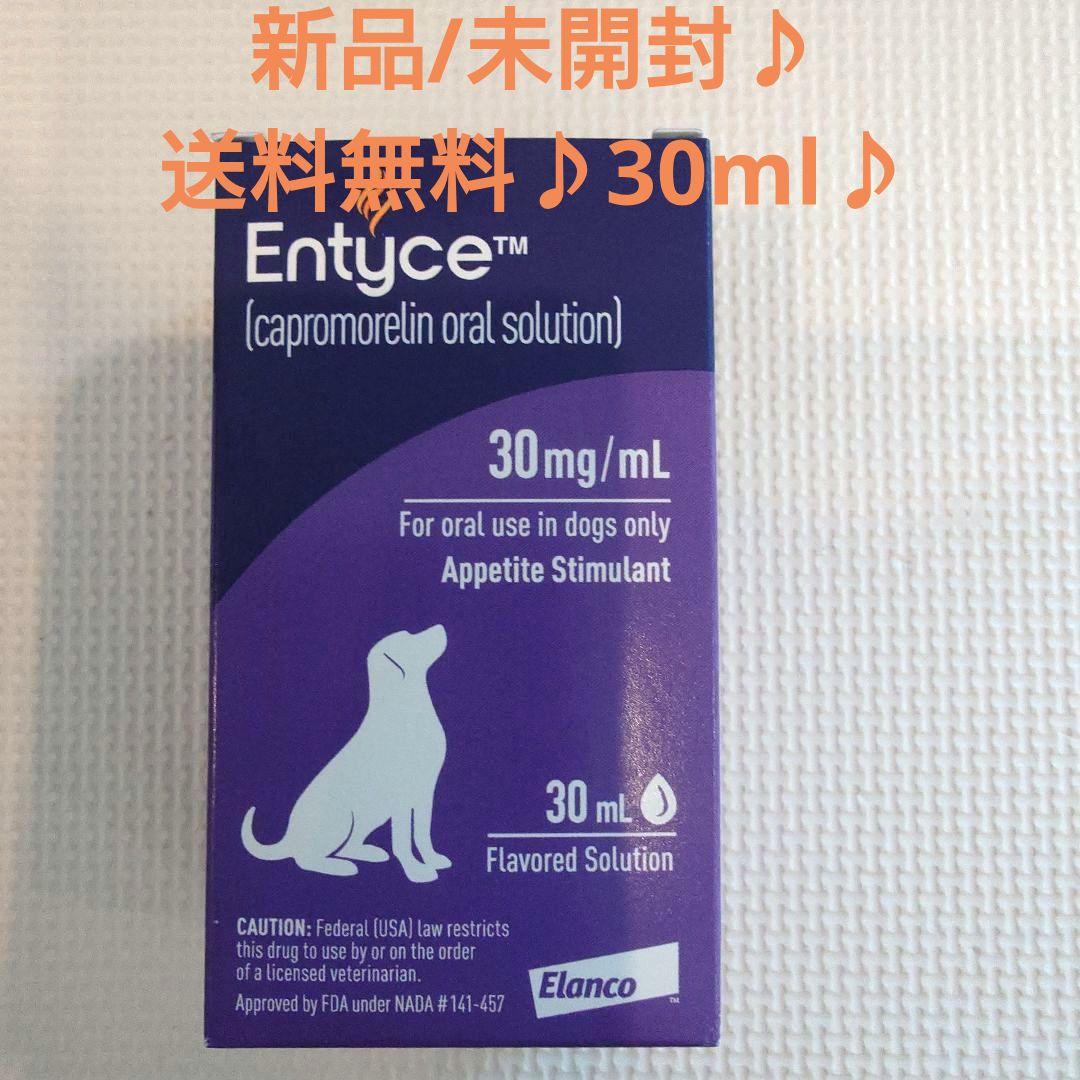 新品/未開封♪
送料無料♪30ml♪
Entyce™
(capromorelin oral solution)
30mg/mL
For oral use in dogs only
Appetite Stimulant
30 mL
Flavored Solution
CAUTION: Federal (USA) law restricts
this drug to use by or on the order
of a licensed veterinarian.
Approved by FDA under NADA # 141-457
Elanco™